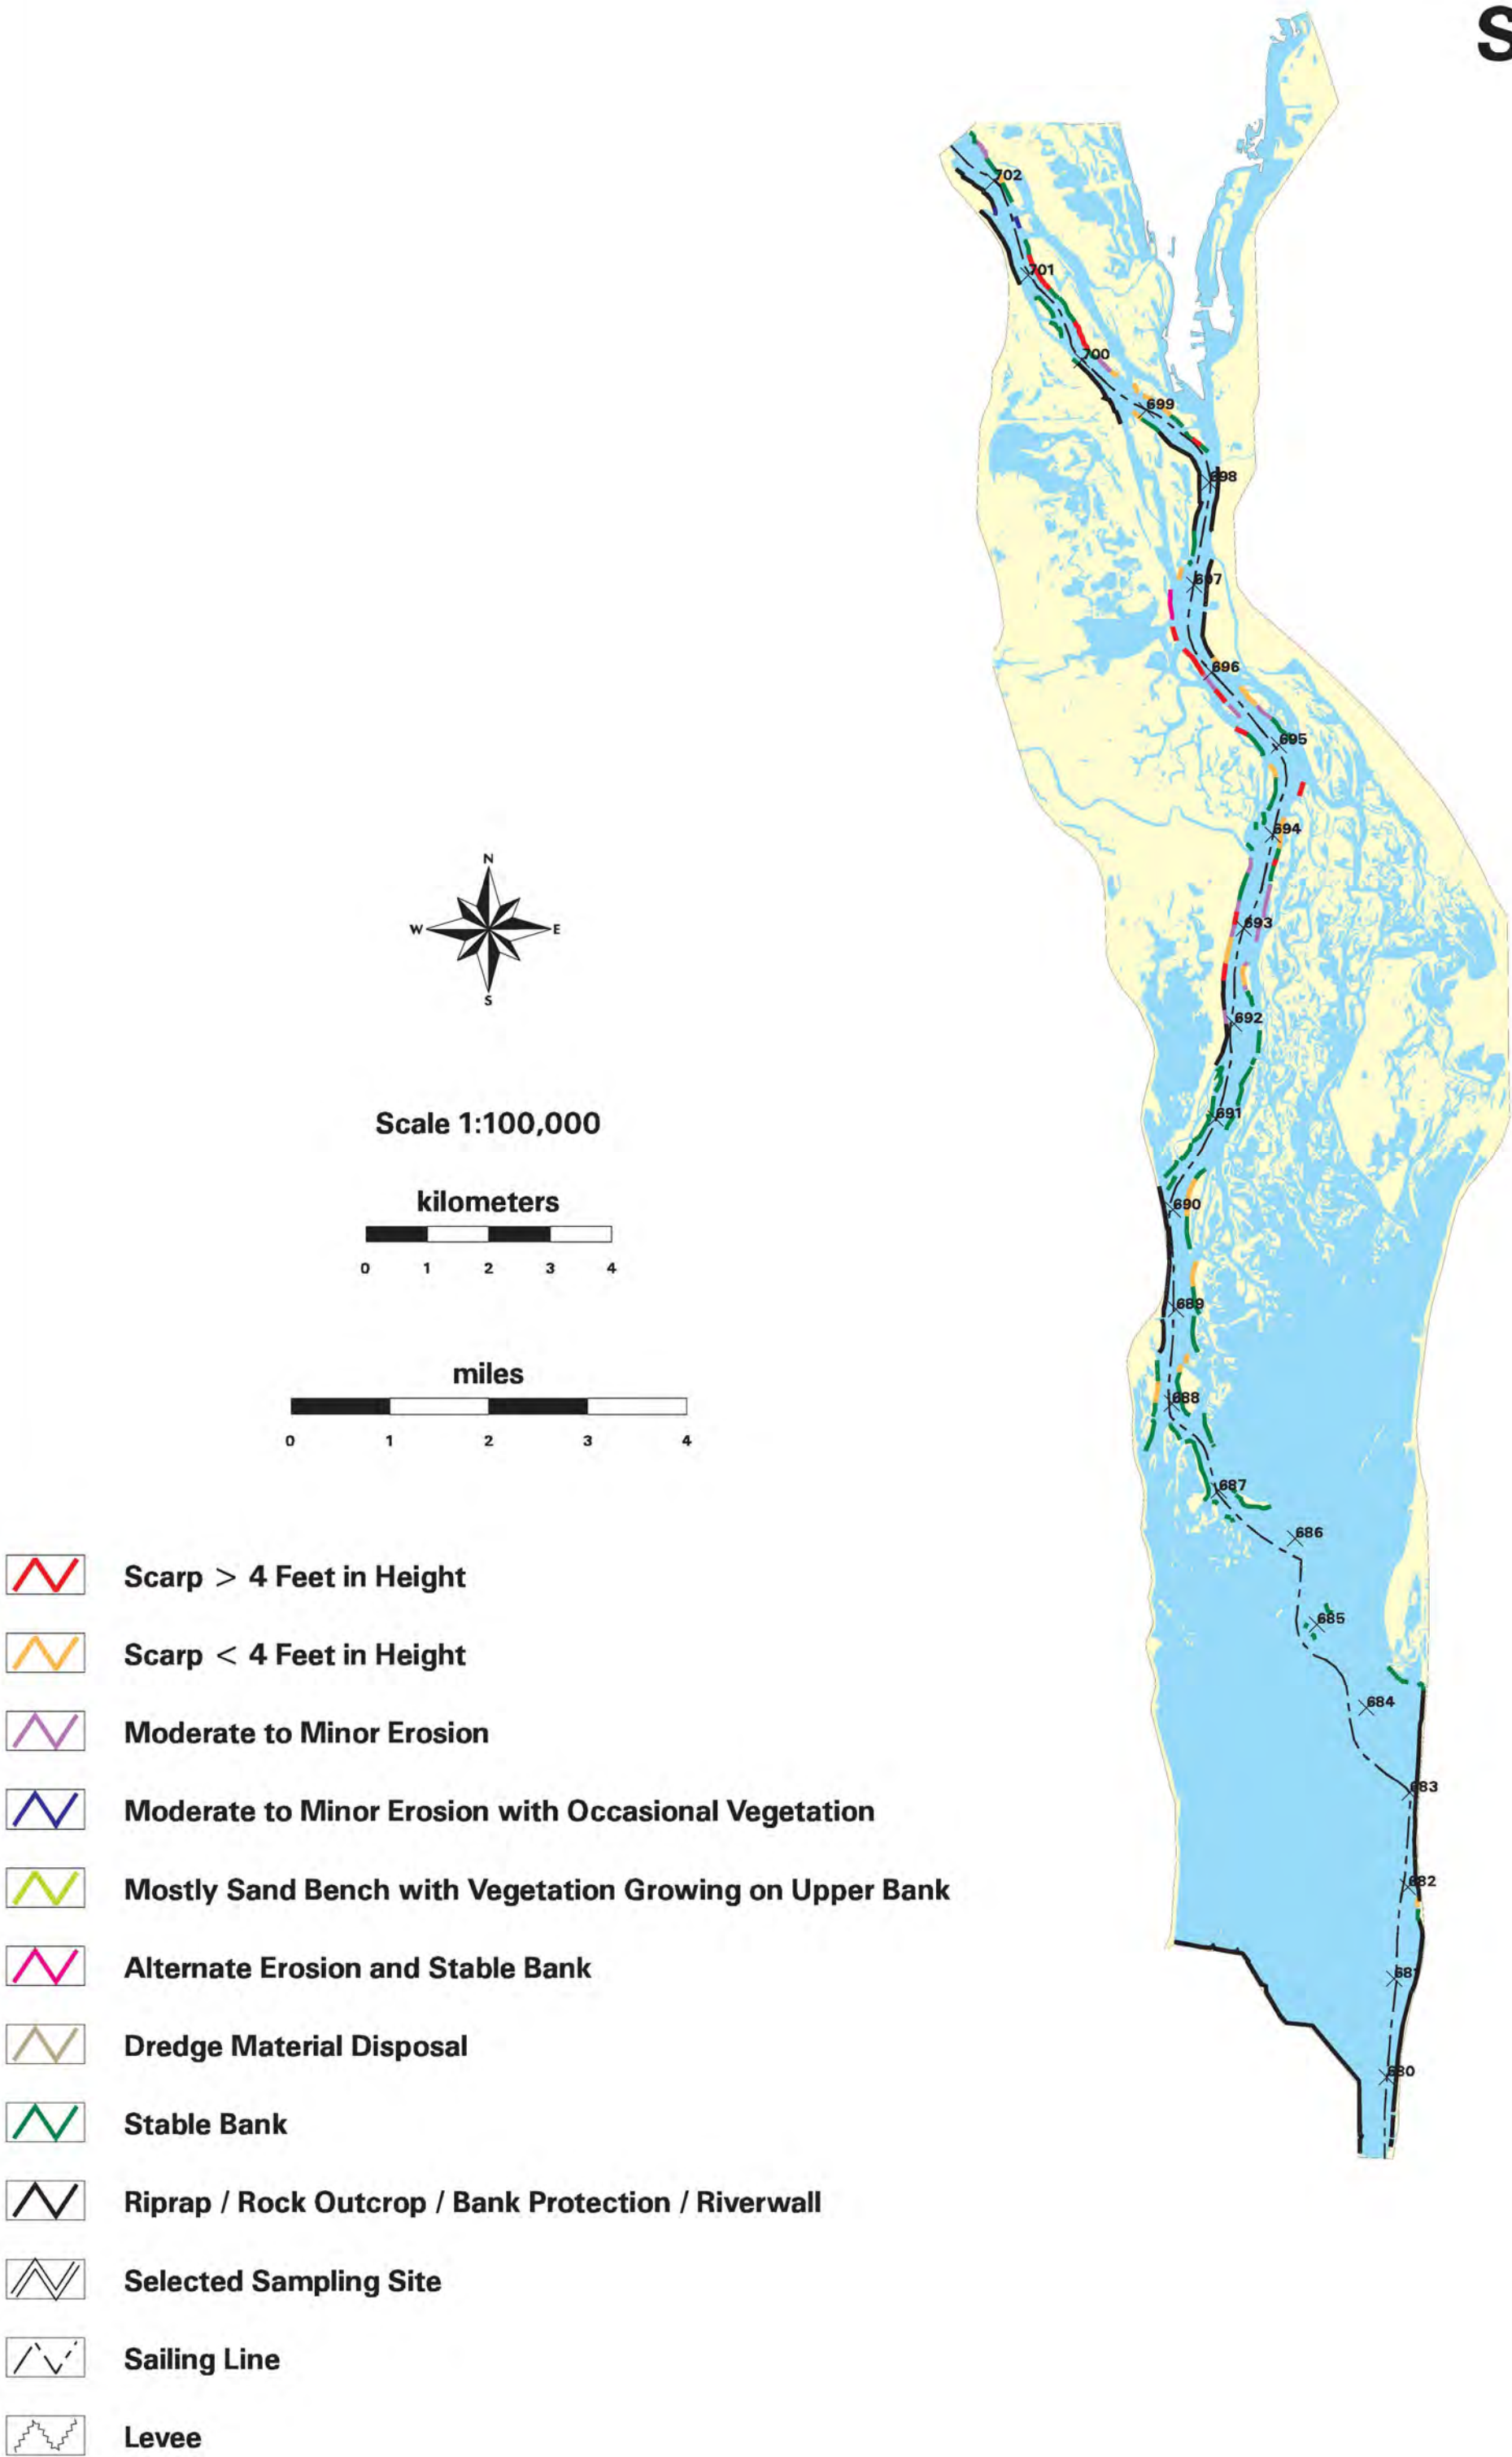 S
702
701
700
699
698
697
696
695
694
693
692
691
690
689
688
687
686
685
684
683
682
681
680
N
W
E
S
Scale 1:100,000
kilometers
0 1 2 3 4
miles
0 1 2 3 4
Scarp > 4 Feet in Height
Scarp < 4 Feet in Height
Moderate to Minor Erosion
Moderate to Minor Erosion with Occasional Vegetation
Mostly Sand Bench with Vegetation Growing on Upper Bank
Alternate Erosion and Stable Bank
Dredge Material Disposal
Stable Bank
Riprap / Rock Outcrop / Bank Protection / Riverwall
Selected Sampling Site
Sailing Line
Levee